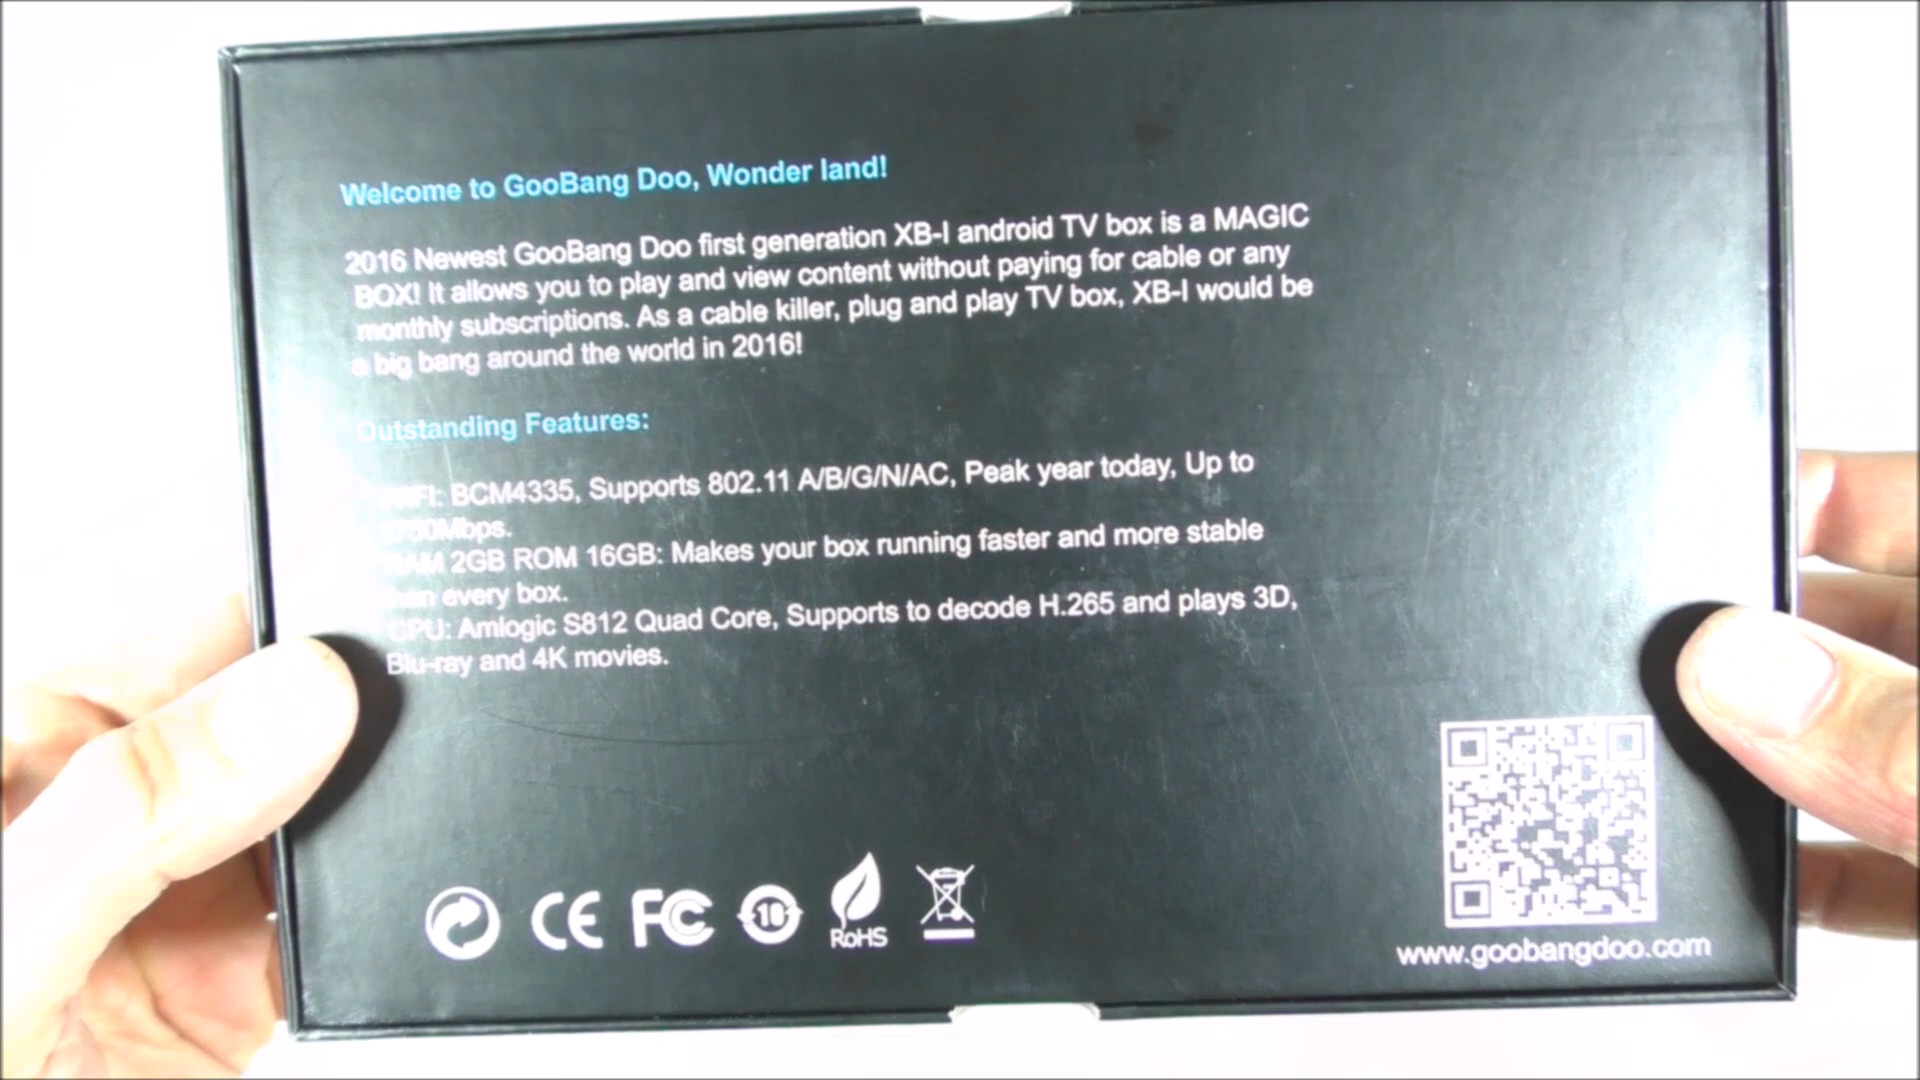 Welcome to GooBang Doo, Wonder land!
2016 Newest GooBang Doo first generation XB-I android TV box is a MAGIC
BOX! It allows you to play and view content without paying for cable or any
monthly subscriptions. As a cable killer, plug and play TV box, XB-I would be
a big bang around the world in 2016!
Outstanding Features:
WIFI: BCM4335, Supports 802.11 A/B/G/N/AC, Peak year today, Up to
RAM 2GB ROM 16GB: Makes your box running faster and more stable
than every box.
CPU: Amlogic S812 Quad Core, Supports to decode H.265 and plays 3D,
Blu-ray and 4K movies.
CE FC 10 RoHS
www.goobangdoo.com